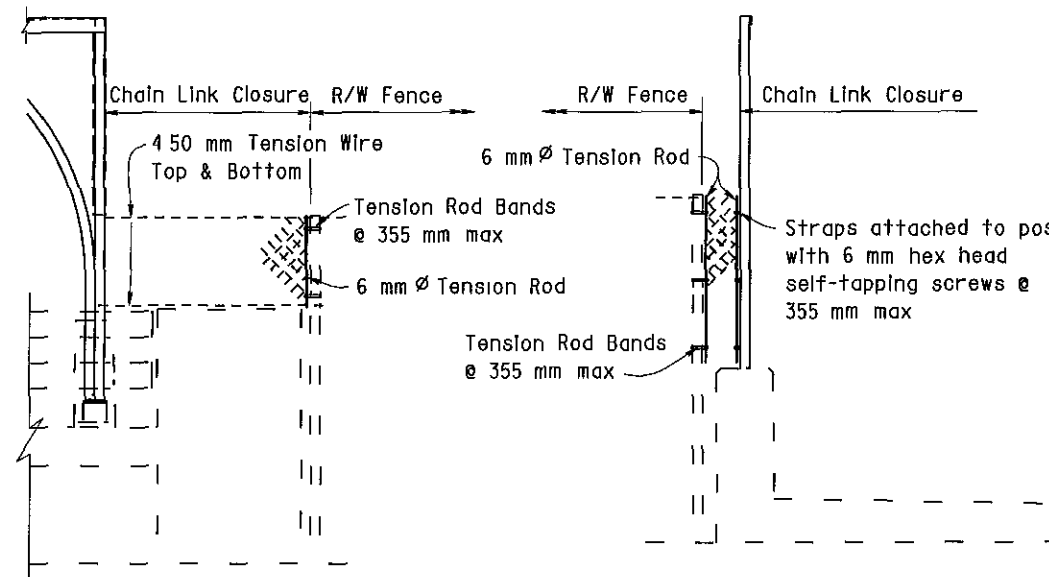 Chain Link Closure
R/W Fence
4 50 mm Tension Wire
Top & Bottom
Tension Rod Bands
@ 355 mm max
6 mm Ø Tension Rod
R/W Fence
Chain Link Closure
6 mm Ø Tension Rod
Straps attached to pos
with 6 mm hex head
self-tapping screws @
355 mm max
Tension Rod Bands
@ 355 mm max